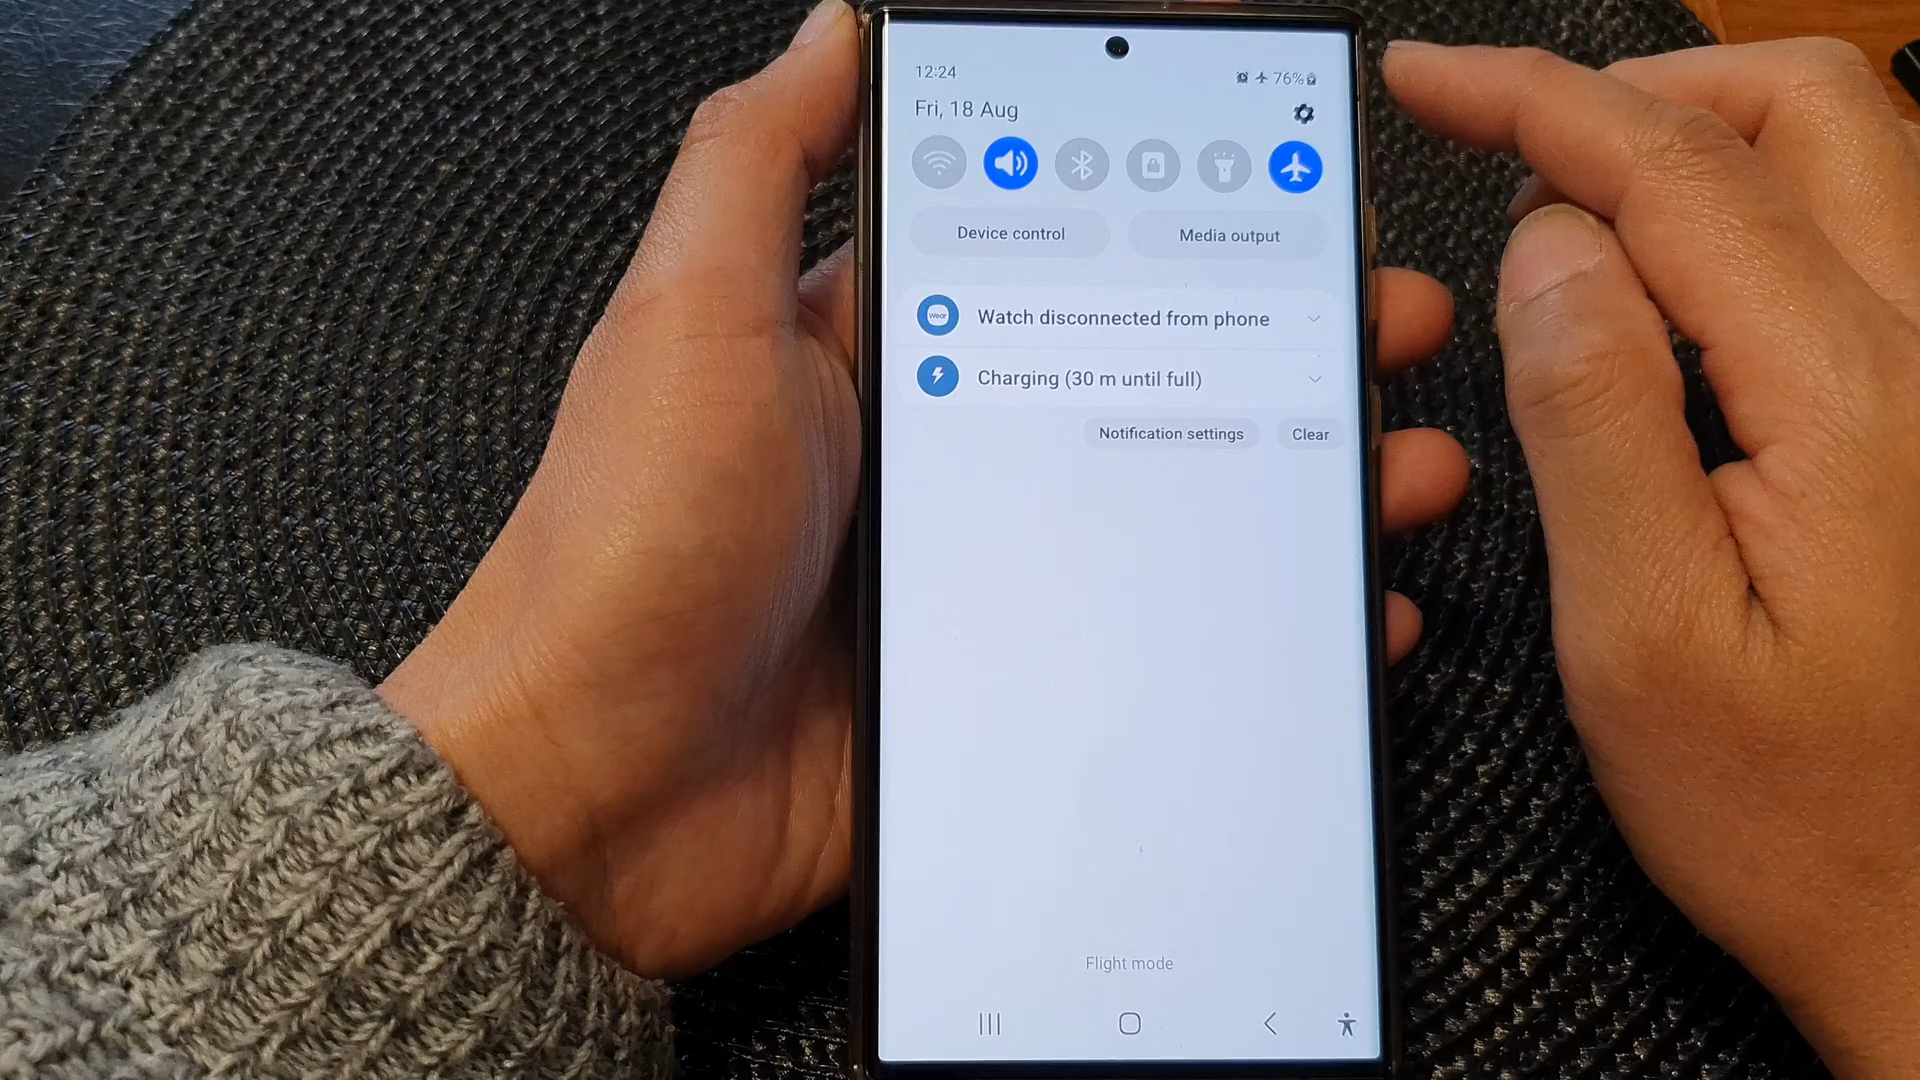 12:24
76%
Fri, 18 Aug
Device control
Media output
Wear
Watch disconnected from phone
Charging (30 m until full)
Notification settings
Clear
Flight mode